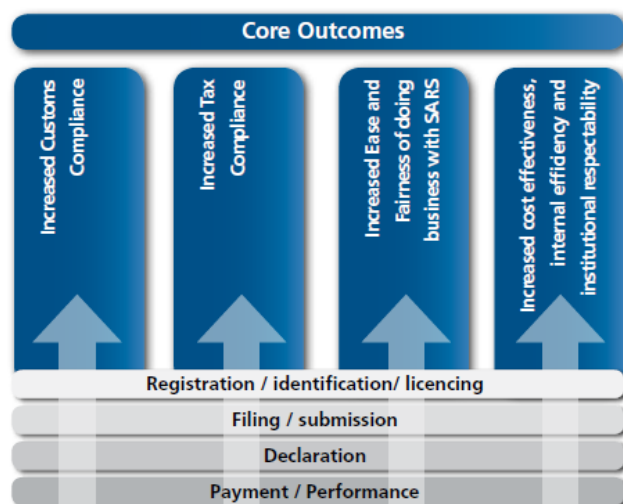 Core Outcomes
Increased Customs
Compliance
Increased Tax
Compliance
Increased Ease and
Fairness of doing
business with SARS
Increased cost effectiveness,
internal efficiency and
institutional respectability
Registration / identification/ licencing
Filing / submission
Declaration
Payment / Performance